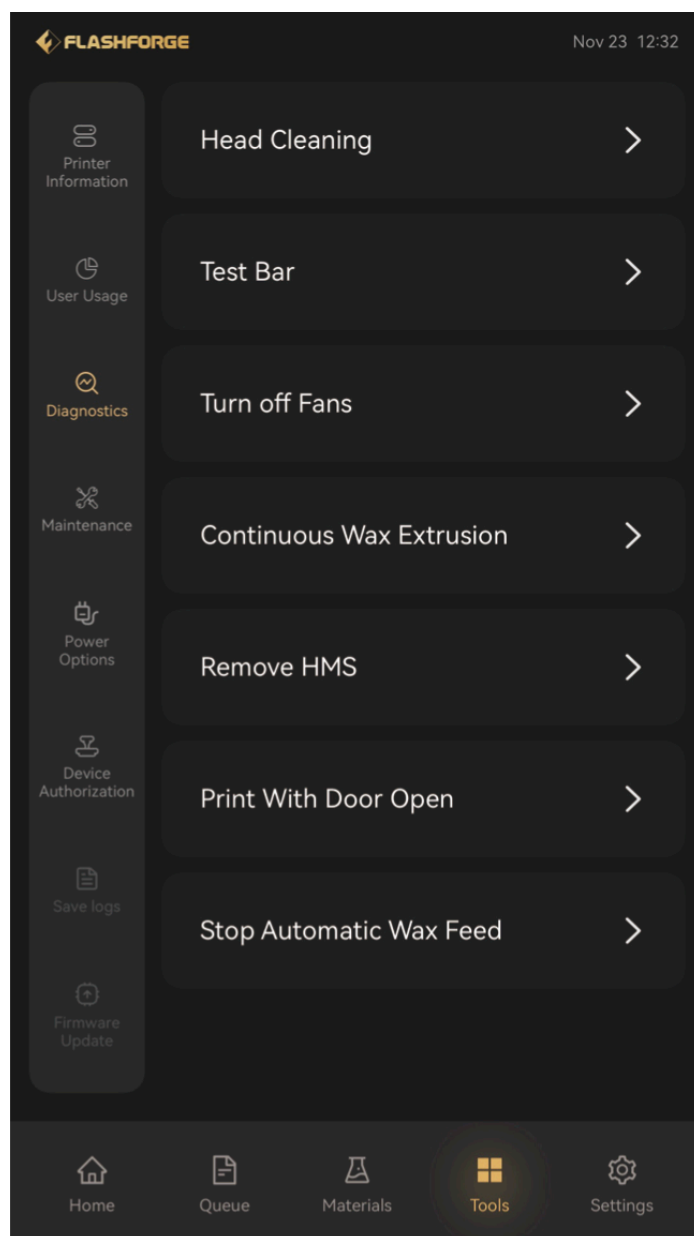 FLASHFORGE
Nov 23 12:32
Printer
Information
User Usage
Diagnostics
Maintenance
Power
Options
Device
Authorization
Save logs
Firmware
Update
Head Cleaning
Test Bar
Turn off Fans
Continuous Wax Extrusion
Remove HMS
Print With Door Open
Stop Automatic Wax Feed
Home
Queue
Materials
Tools
Settings